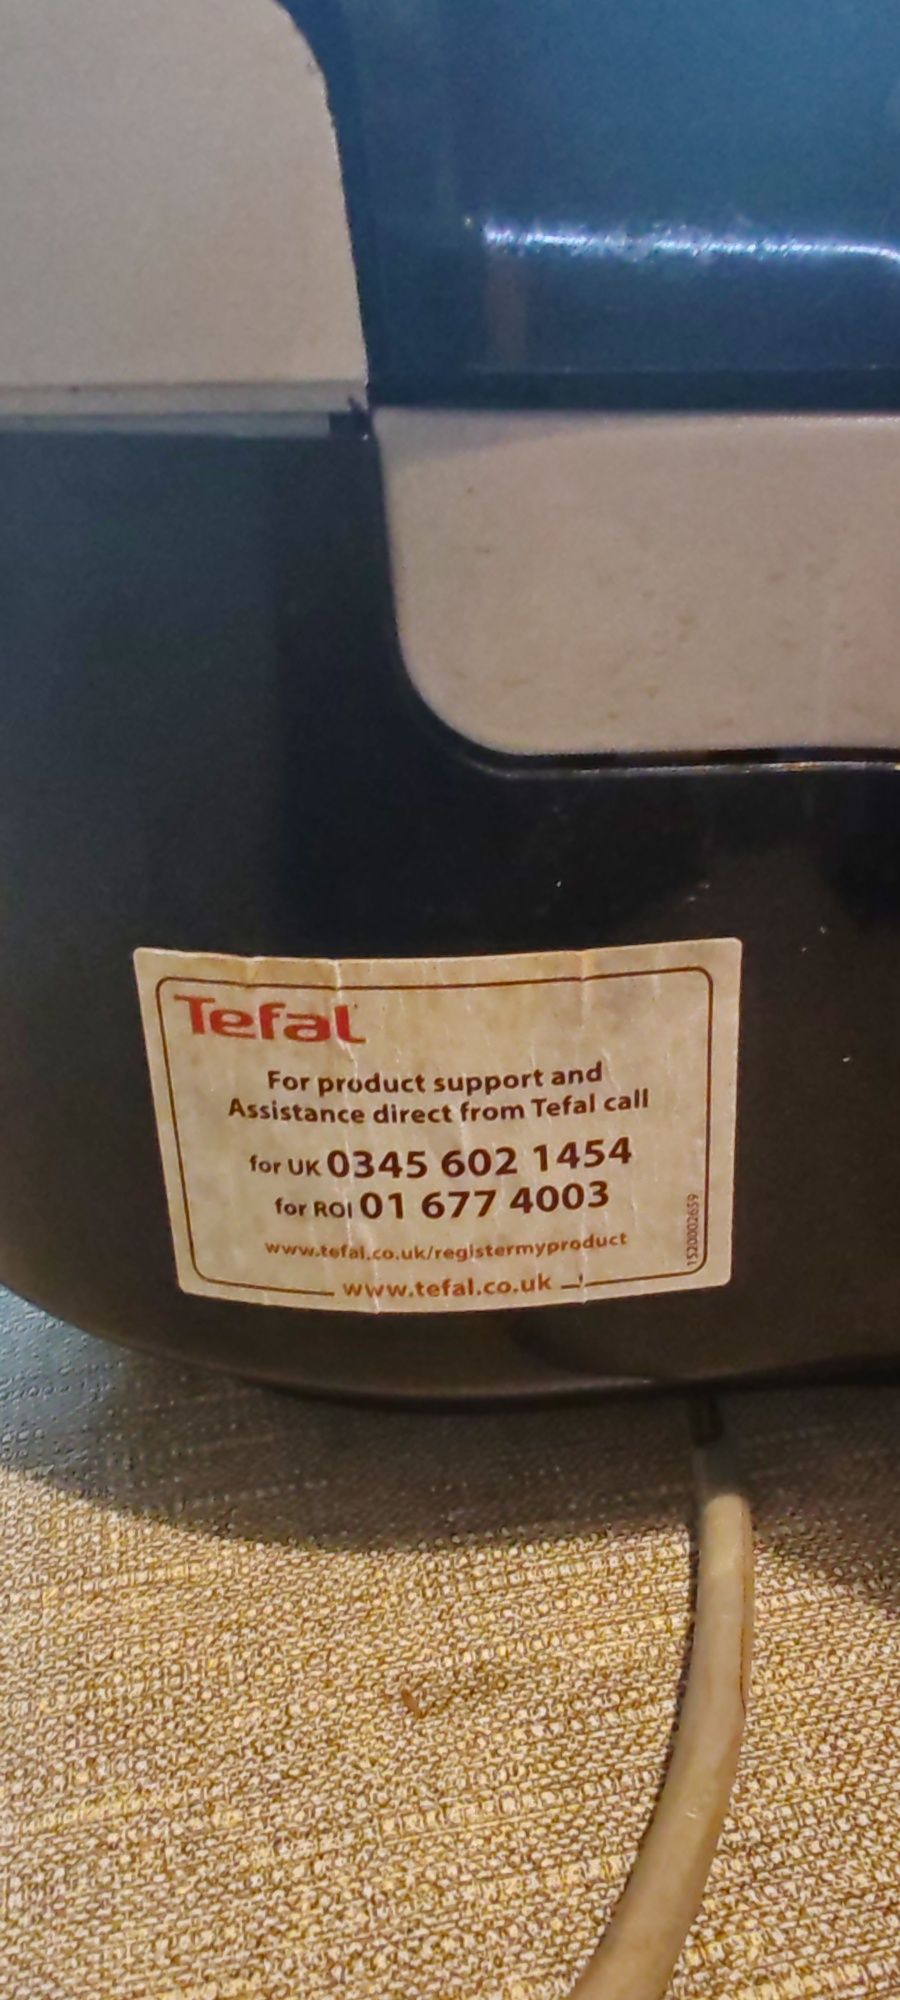 Tefal
For product support and
Assistance direct from Tefal call
for UK 0345 602 1454
for ROI 01 677 4003
www.tefal.co.uk/registermyproduct
www.tefal.co.uk
1520002659